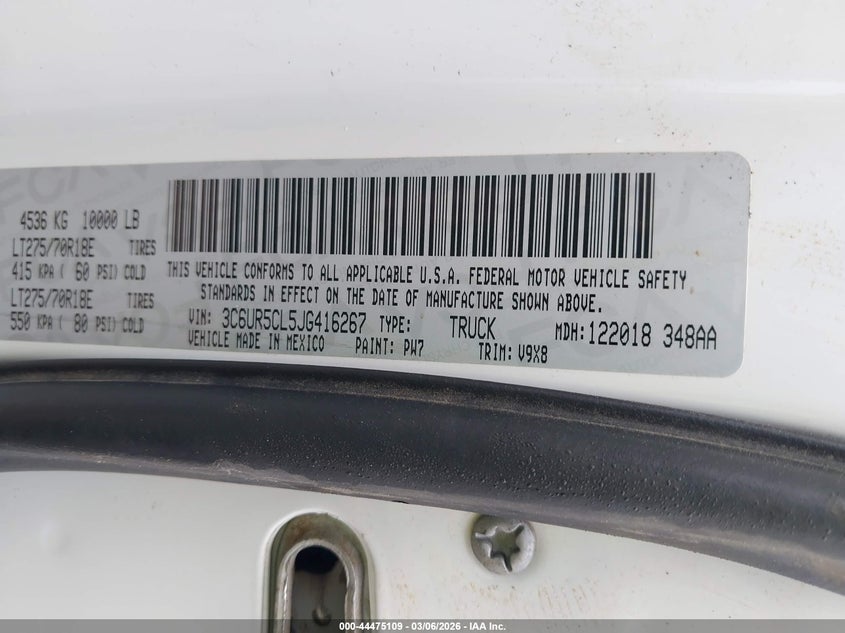 4536 KG 10000 LB
LT275/70R18E TIRES
415 KPA ( 60 PSI) COLD
LT275/70R18E TIRES
550 KPA ( 80 PSI) COLD
THIS VEHICLE CONFORMS TO ALL APPLICABLE U.S.A. FEDERAL MOTOR VEHICLE SAFETY
STANDARDS IN EFFECT ON THE DATE OF MANUFACTURE SHOWN ABOVE.
VIN: 3C6UR5CL5JG416267 TYPE: TRUCK MDH:122018 348AA
VEHICLE MADE IN MEXICO PAINT: PW7 TRIM: V9X8
000-44475109 - 03/06/2026 - IAA Inc.